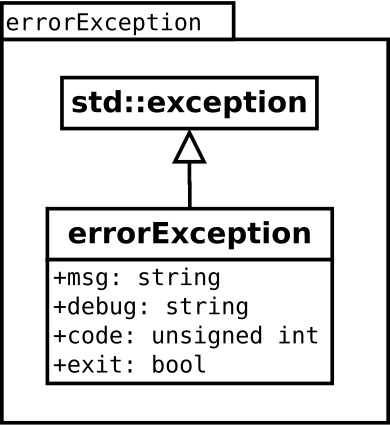 errorException
std::exception
errorException
+msg: string
+debug: string
+code: unsigned int
+exit: bool